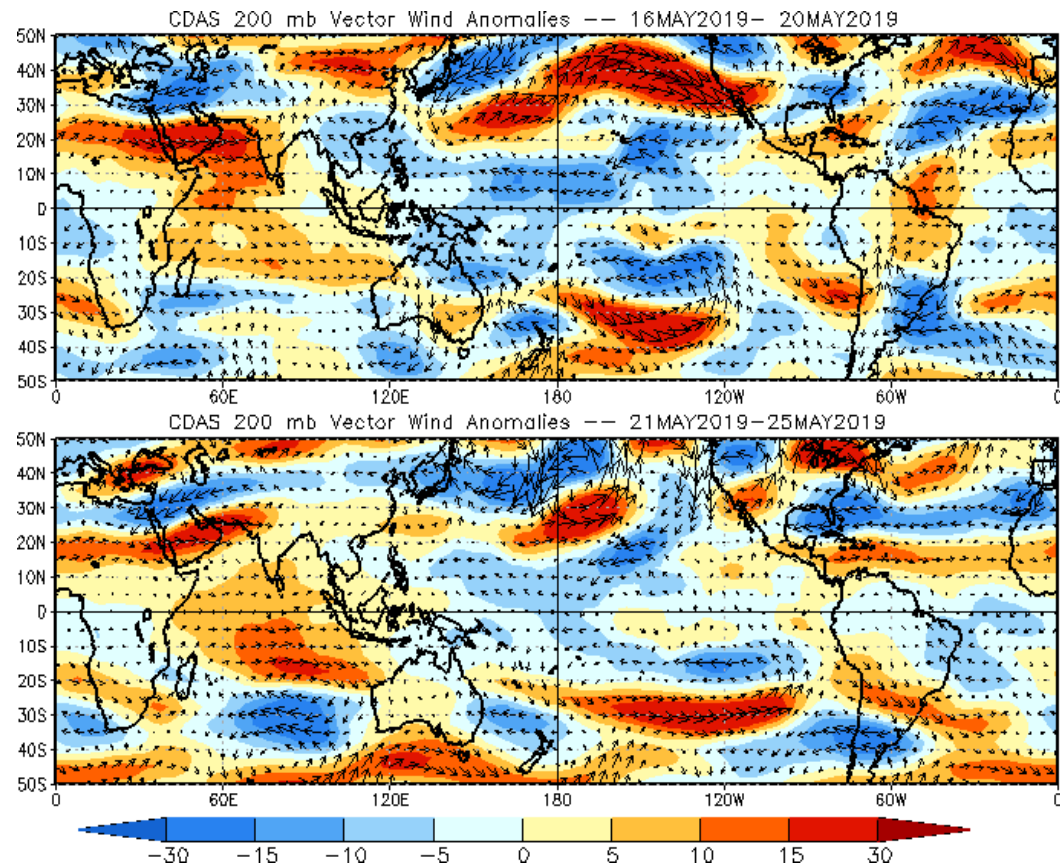 CDAS 200 mb Vector Wind Anomalies -- 16MAY2019- 20MAY2019
50N
40N
30N
20N
10N
0
10S
20S
30S
40S
50S
0 60E 120E 180 120W 60W 0
CDAS 200 mb Vector Wind Anomalies -- 21MAY2019-25MAY2019
50N
40N
30N
20N
10N
0
10S
20S
30S
40S
50S
0 60E 120E 180 120W 60W 0
-30 -15 -10 -5 0 5 10 15 30